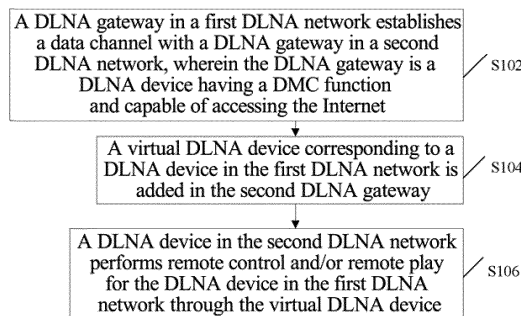 A DLNA gateway in a first DLNA network establishes
a data channel with a DLNA gateway in a second
DLNA network, wherein the DLNA gateway is a
DLNA device having a DMC function
and capable of accessing the Internet
S102
A virtual DLNA device corresponding to a
DLNA device in the first DLNA network is
added in the second DLNA gateway
S104
A DLNA device in the second DLNA network
performs remote control and/or remote play
for the DLNA device in the first DLNA
network through the virtual DLNA device
S106